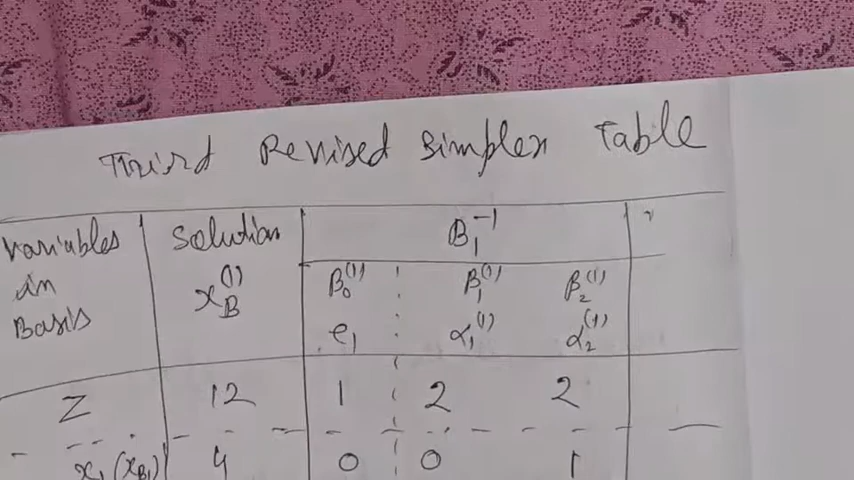 Third Revised Simplex Table
Variables in Basis
Solution x_B^(1)
B_1^-1
β_0^(1) β_1^(1) β_2^(1)
e_1 α_1^(1) α_2^(1)
Z 12 1 2 2
x_1 (x_B1) 4 0 0 1